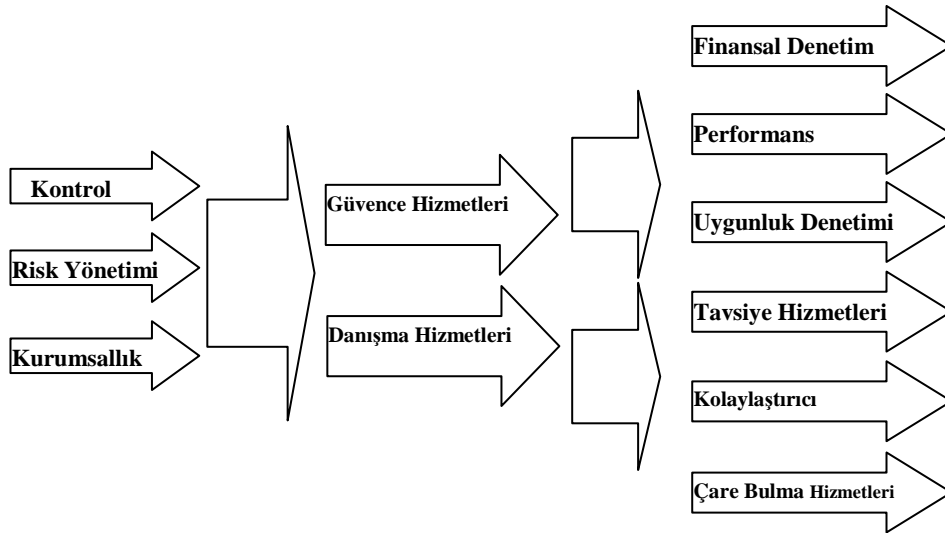 Kontrol
Risk Yönetimi
Kurumsallık
Güvence Hizmetleri
Danışma Hizmetleri
Finansal Denetim
Performans
Uygunluk Denetimi
Tavsiye Hizmetleri
Kolaylaştırıcı
Çare Bulma Hizmetleri